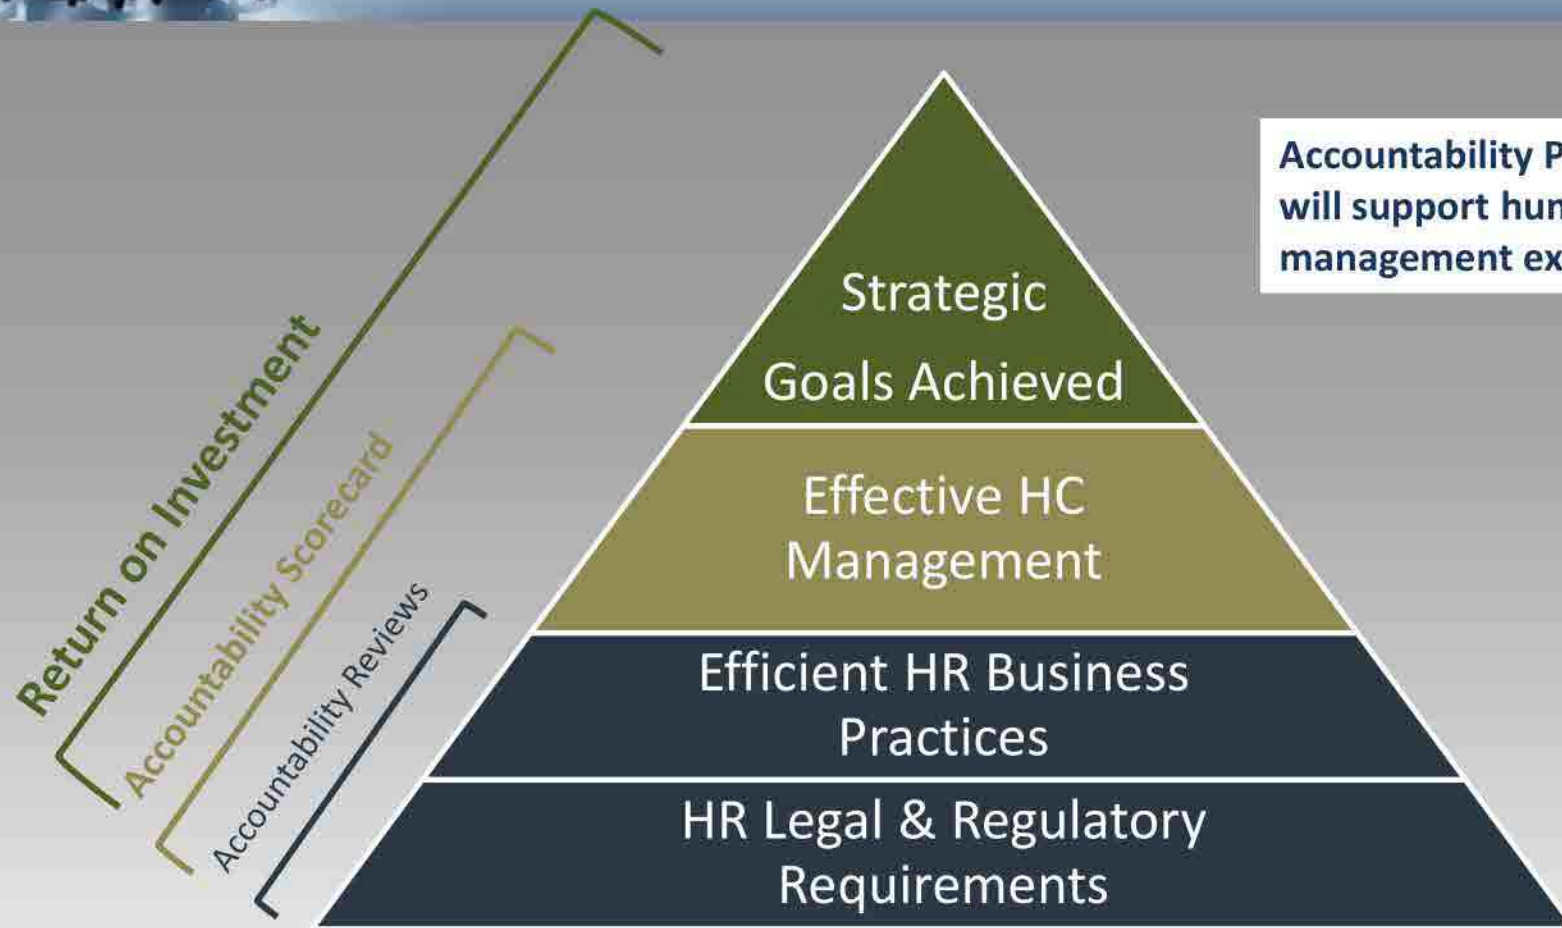 Return on Investment
Accountability Scorecard
Accountability Reviews
Strategic
Goals Achieved
Effective HC
Management
Efficient HR Business
Practices
HR Legal & Regulatory
Requirements
Accountability
will support
management